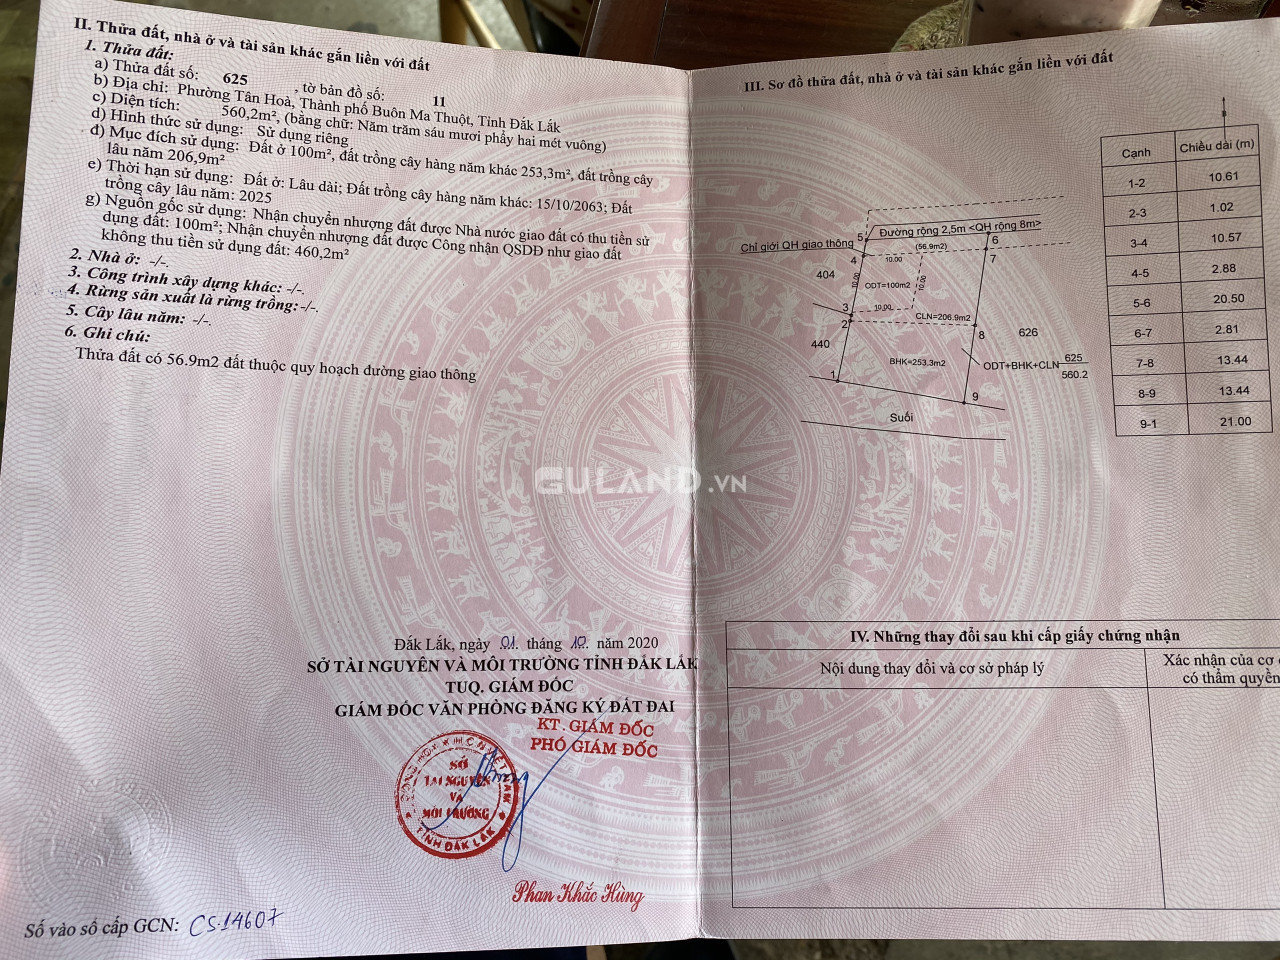 II. Thửa đất, nhà ở và tài sản khác gắn liền với đất
1. Thửa đất:
a) Thửa đất số: 625 , tờ bản đồ số: 11
b) Địa chỉ: Phường Tân Hoà, Thành phố Buôn Ma Thuột, Tỉnh Đắk Lắk
c) Diện tích: 560,2m², (bằng chữ: Năm trăm sáu mươi phẩy hai mét vuông)
d) Hình thức sử dụng: Sử dụng riêng
đ) Mục đích sử dụng: Đất ở 100m², đất trồng cây hàng năm khác 253,3m², đất trồng cây
lâu năm 206,9m²
e) Thời hạn sử dụng: Đất ở: Lâu dài; Đất trồng cây hàng năm khác: 15/10/2063; Đất
trồng cây lâu năm: 2025
g) Nguồn gốc sử dụng: Nhận chuyển nhượng đất được Nhà nước giao đất có thu tiền sử
dụng đất: 100m²; Nhận chuyển nhượng đất được Công nhận QSDĐ như giao đất
không thu tiền sử dụng đất: 460,2m²
2. Nhà ở: -/-.
3. Công trình xây dựng khác: -/-.
4. Rừng sản xuất là rừng trồng: -/-.
5. Cây lâu năm: -/-.
6. Ghi chú:
Thửa đất có 56.9m2 đất thuộc quy hoạch đường giao thông
Đắk Lắk, ngày 01 tháng 10 năm 2020
SỞ TÀI NGUYÊN VÀ MÔI TRƯỜNG TỈNH ĐẮK LẮK
TUQ. GIÁM ĐỐC
GIÁM ĐỐC VĂN PHÒNG ĐĂNG KÝ ĐẤT ĐAI
KT. GIÁM ĐỐC
PHÓ GIÁM ĐỐC
SỞ
TÀI NGUYÊN
VÀ
MÔI TRƯỜNG
TỈNH ĐẮK LẮK
Phan Khắc Hùng
Số vào sổ cấp GCN: CS.14607
III. Sơ đồ thửa đất, nhà ở và tài sản khác gắn liền với đất
Cạnh Chiều dài (m)
1-2 10.61
2-3 1.02
3-4 10.57
4-5 2.88
5-6 20.50
6-7 2.81
7-8 13.44
8-9 13.44
9-1 21.00
Đường rộng 2,5m <QH rộng 8m>
5 6
Chỉ giới QH giao thông (56.9m2)
4 10.00 7
404 10.00 ODT=100m2 10.00
3 10.00 CLN=206.9m2
2 8 626
440 BHK=253.3m2 ODT+BHK+CLN 625
560.2
1 9
Suối
GULAND.VN
IV. Những thay đổi sau khi cấp giấy chứng nhận
Nội dung thay đổi và cơ sở pháp lý
Xác nhận của cơ
có thẩm quyền